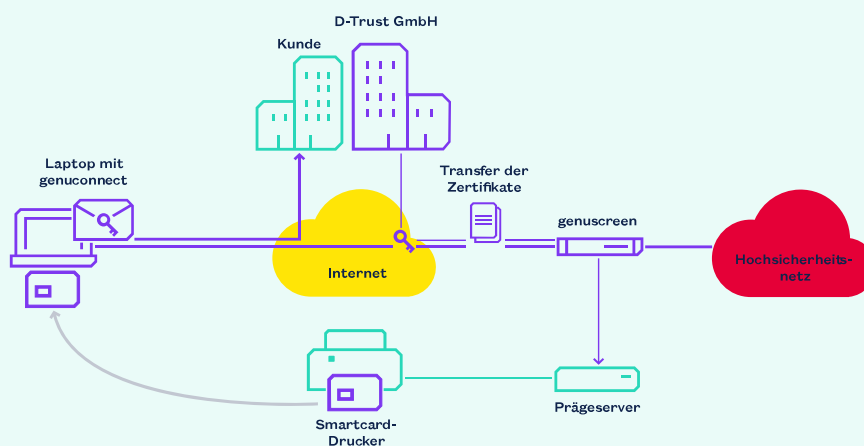 D-Trust GmbH
Kunde
Laptop mit
genuconnect
Transfer der
Zertifikate
genuscreen
Internet
Hochsicherheits-
netz
Prägeserver
Smartcard-
Drucker